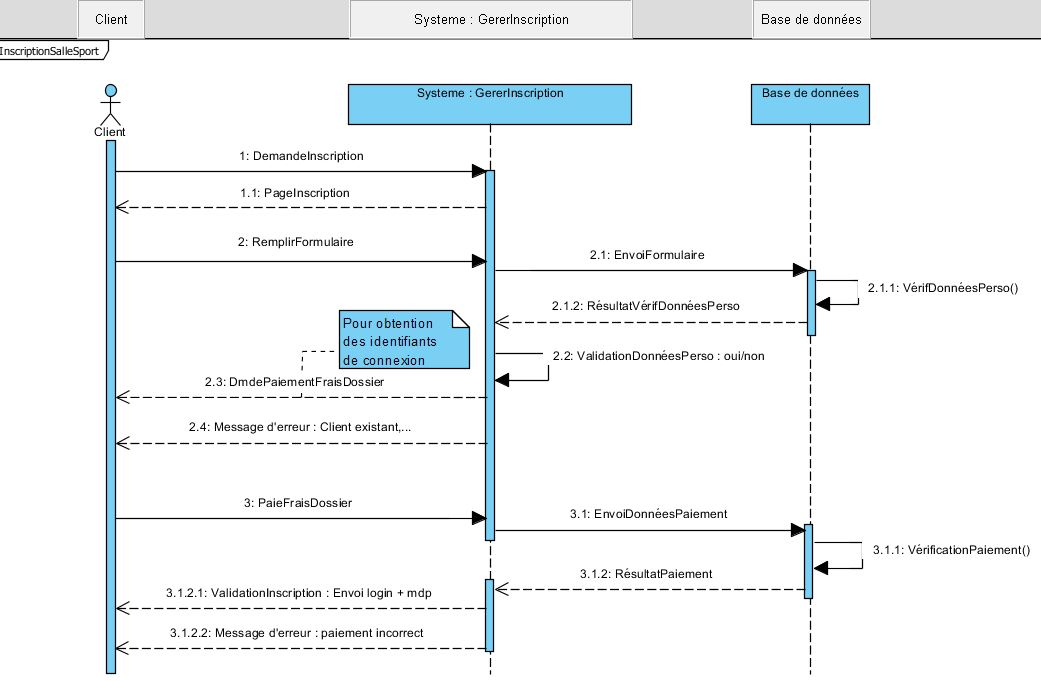 Client
Systeme : GererInscription
Base de données
InscriptionSalleSport
Systeme : GererInscription
Base de données
Client
1: DemandeInscription
1.1: PageInscription
2: RemplirFormulaire
2.1: EnvoiFormulaire
2.1.1: VérifDonnéesPerso()
2.1.2: RésultatVérifDonnéesPerso
Pour obtention
des identifiants
de connexion
2.2: ValidationDonnéesPerso : oui/non
2.3: DmdePaiementFraisDossier
2.4: Message d'erreur : Client existant,...
3: PaieFraisDossier
3.1: EnvoiDonnéesPaiement
3.1.1: VérificationPaiement()
3.1.2: RésultatPaiement
3.1.2.1: ValidationInscription : Envoi login + mdp
3.1.2.2: Message d'erreur : paiement incorrect